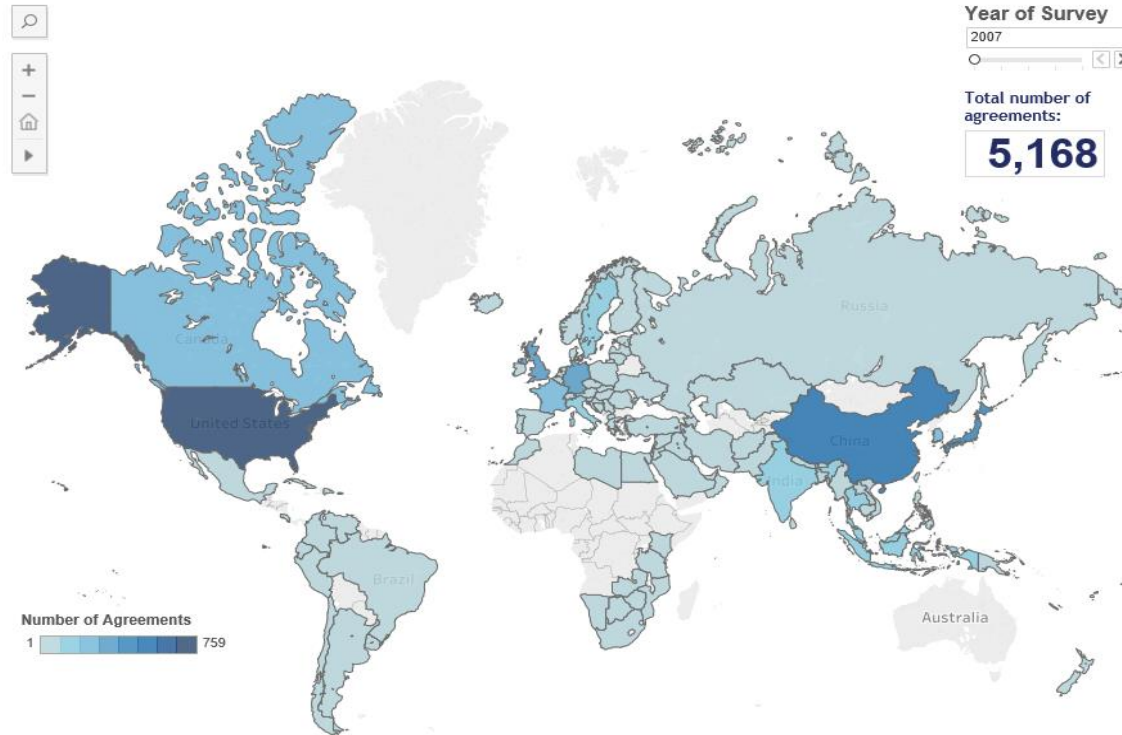 Year of Survey
2007
Total number of
agreements:
5,168
Canada
United States
Russia
China
India
Brazil
Australia
Number of Agreements
1
759